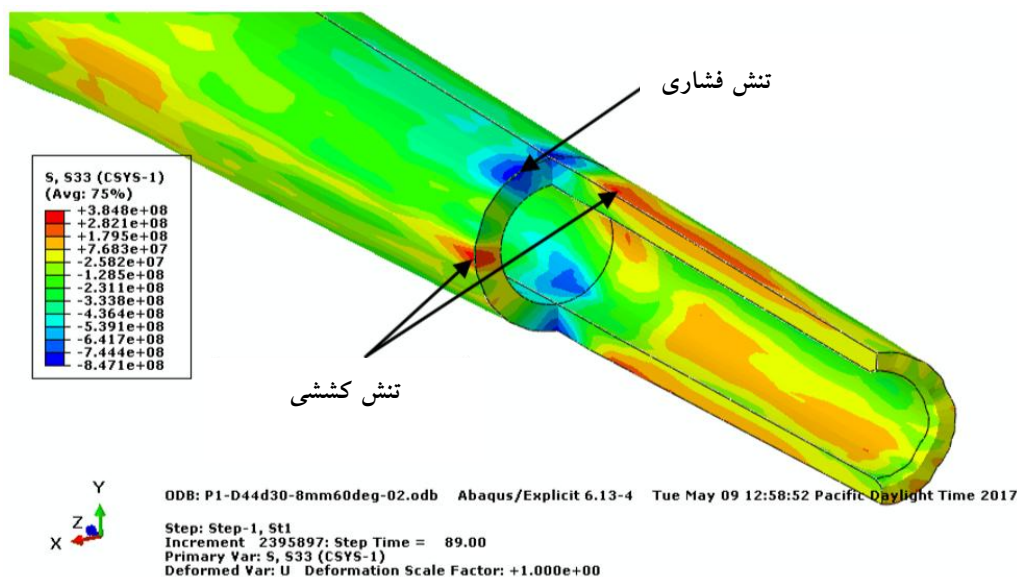 تنش فشاری
S, S33 (CSYS-1)
(Avg: 75%)
+3.848e+08
+2.821e+08
+1.795e+08
+7.683e+07
-2.582e+07
-1.285e+08
-2.311e+08
-3.338e+08
-4.364e+08
-5.391e+08
-6.417e+08
-7.444e+08
-8.471e+08
تنش کششی
Y
Z
X
ODB: P1-D44d30-8mm60deg-02.odb Abaqus/Explicit 6.13-4 Tue May 09 12:58:52 Pacific Daylight Time 2017
Step: Step-1, St1
Increment 2395897: Step Time = 89.00
Primary Var: S, S33 (CSYS-1)
Deformed Var: U Deformation Scale Factor: +1.000e+00